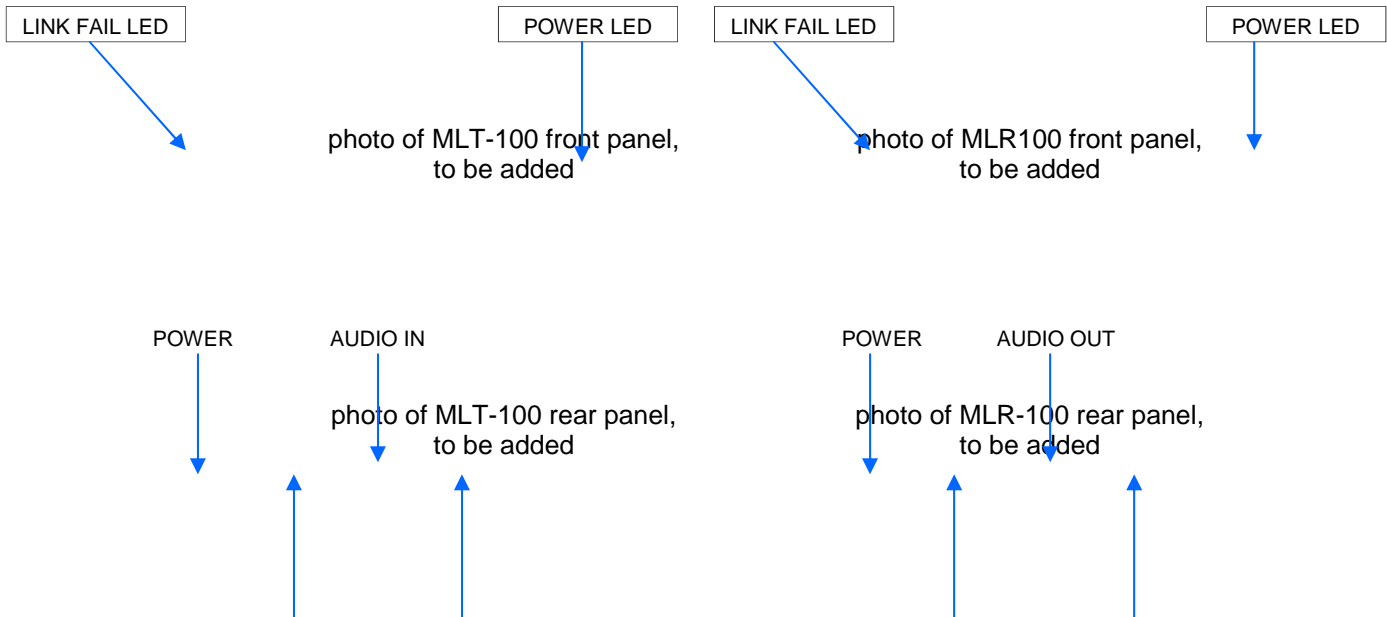 LINK FAIL LED
POWER LED
LINK FAIL LED
POWER LED
photo of MLT-100 front panel,
to be added
photo of MLR100 front panel,
to be added
POWER
AUDIO IN
POWER
AUDIO OUT
photo of MLT-100 rear panel,
to be added
photo of MLR-100 rear panel,
to be added